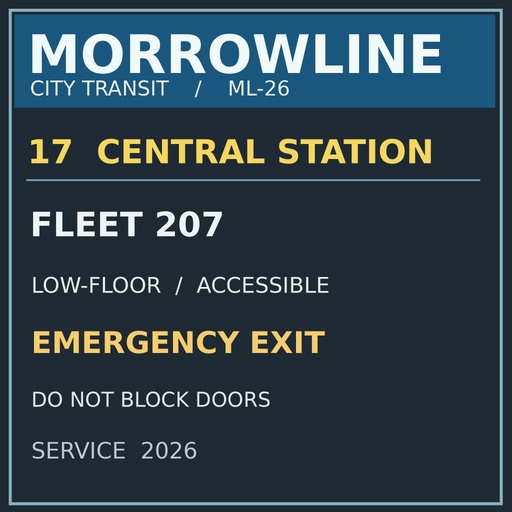 MORROWLINE
CITY TRANSIT / ML-26
17 CENTRAL STATION
FLEET 207
LOW-FLOOR / ACCESSIBLE
EMERGENCY EXIT
DO NOT BLOCK DOORS
SERVICE 2026